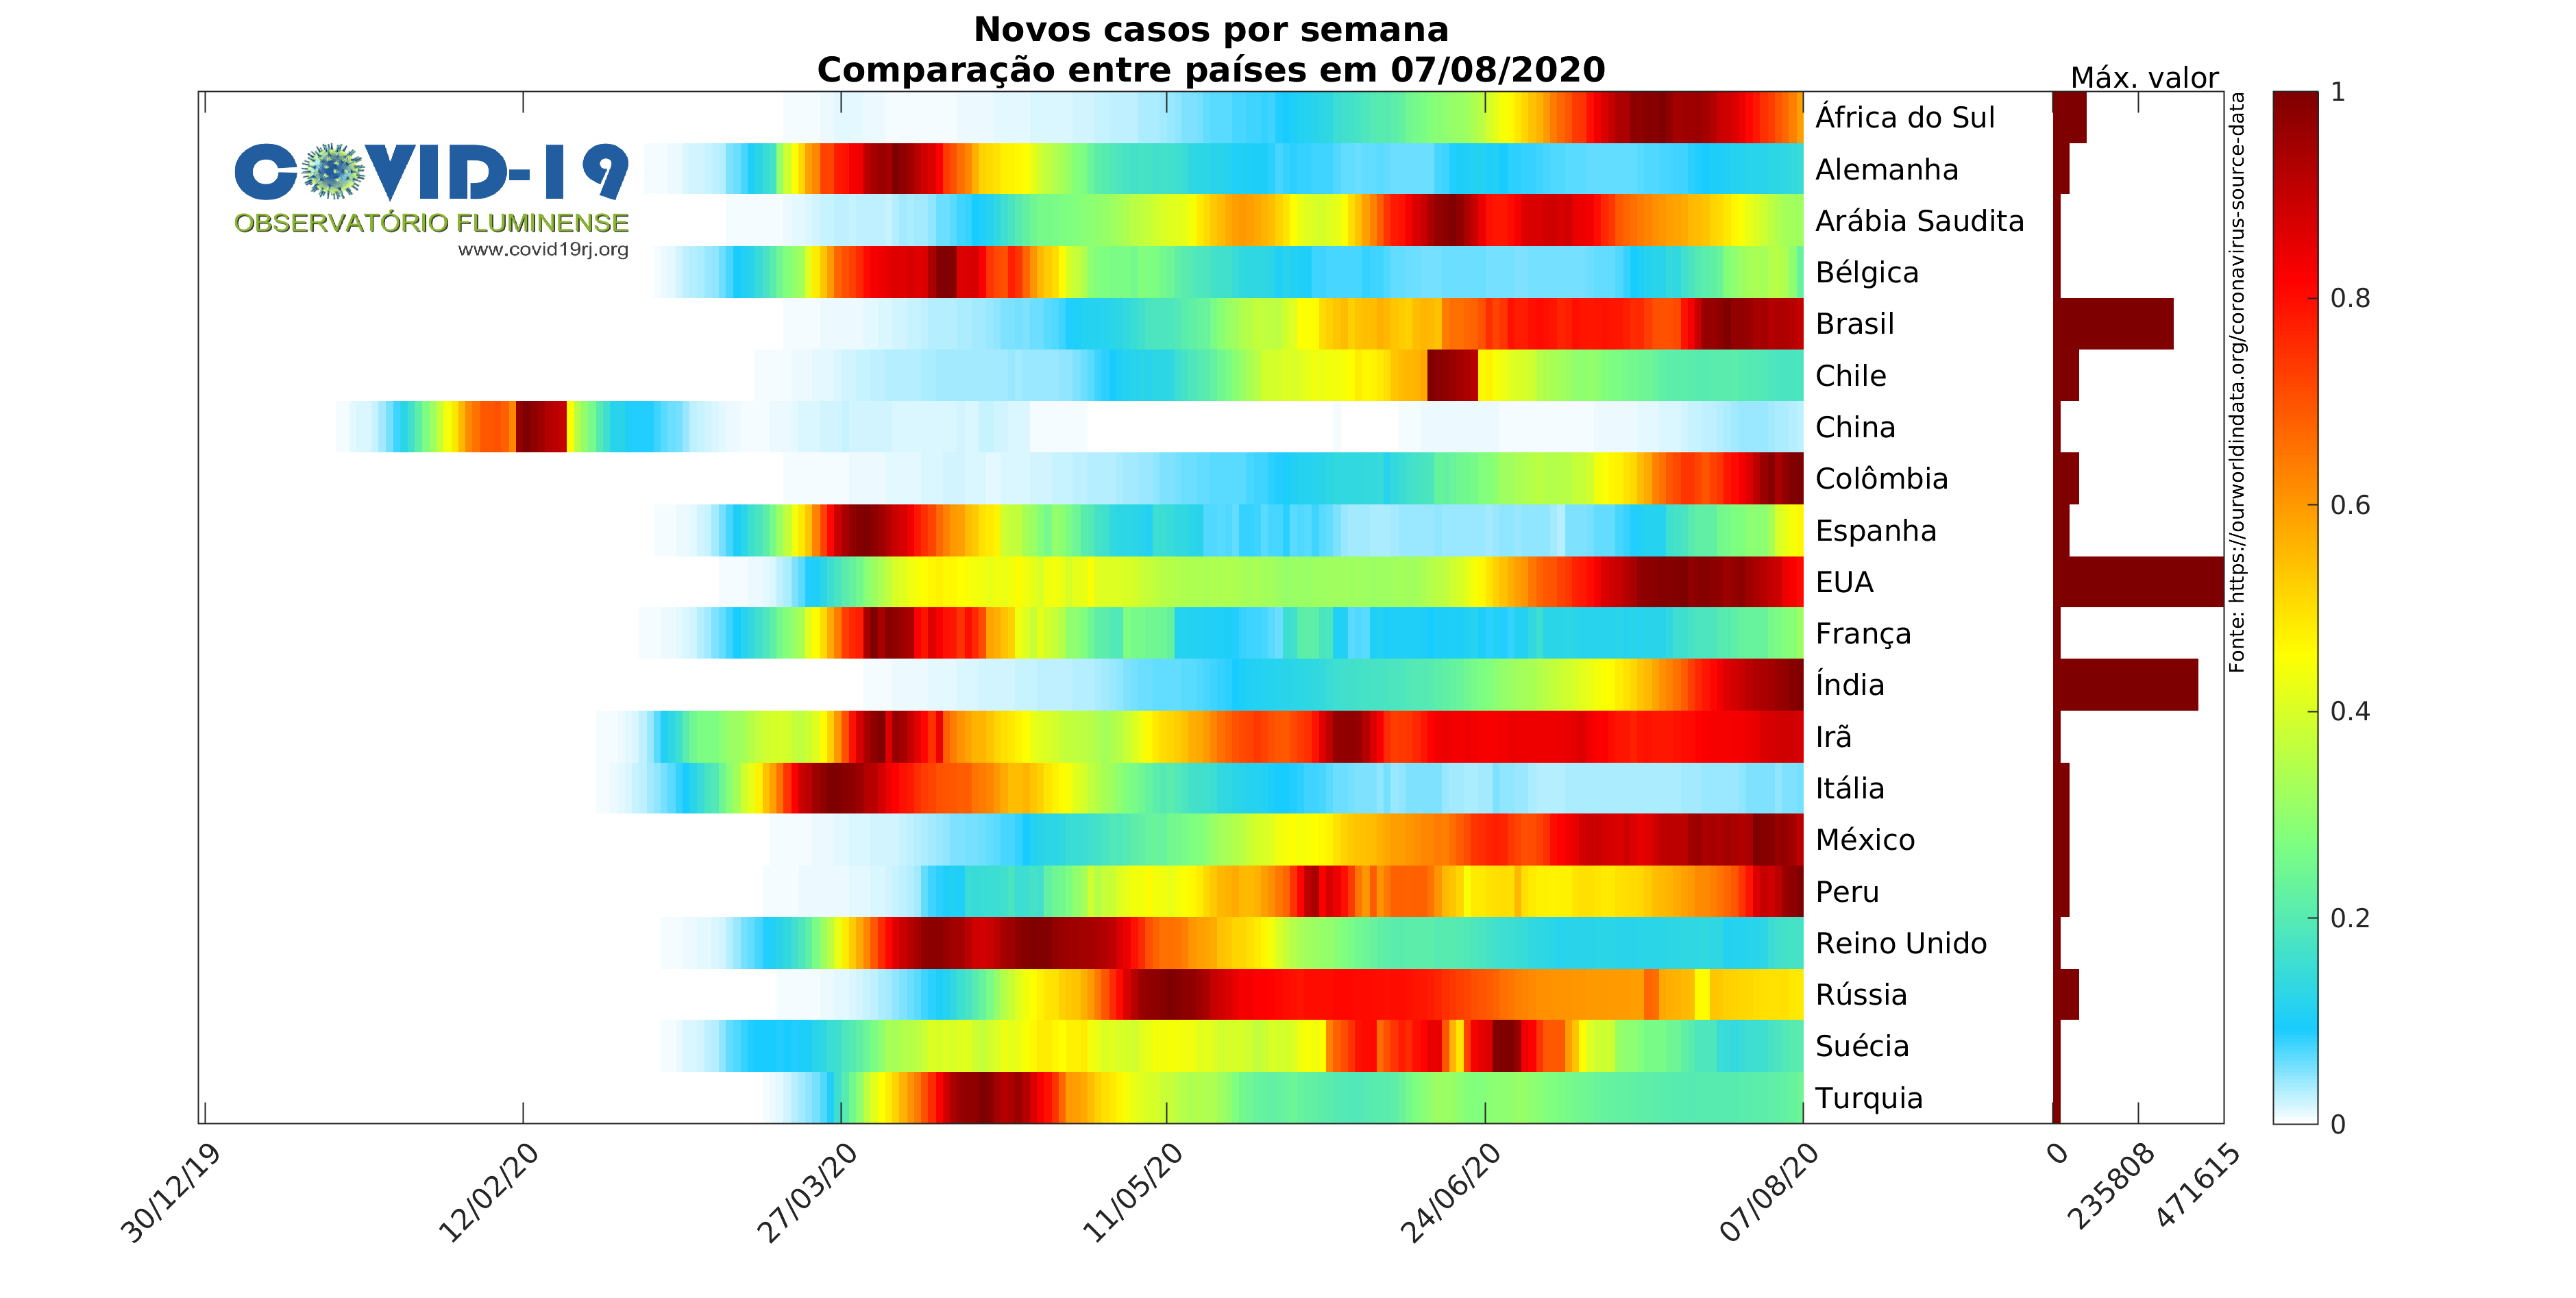 Novos casos por semana
Comparação entre países em 07/08/2020
Máx. valor
COVID-19
OBSERVATÓRIO FLUMINENSE
www.covid19rj.org
África do Sul
Alemanha
Arábia Saudita
Bélgica
Brasil
Chile
China
Colômbia
Espanha
EUA
França
Índia
Irã
Itália
México
Peru
Reino Unido
Rússia
Suécia
Turquia
30/12/19
12/02/20
27/03/20
11/05/20
24/06/20
07/08/20
0
235808
471615
Fonte: https://ourworldindata.org/coronavirus-source-data
1
0.8
0.6
0.4
0.2
0